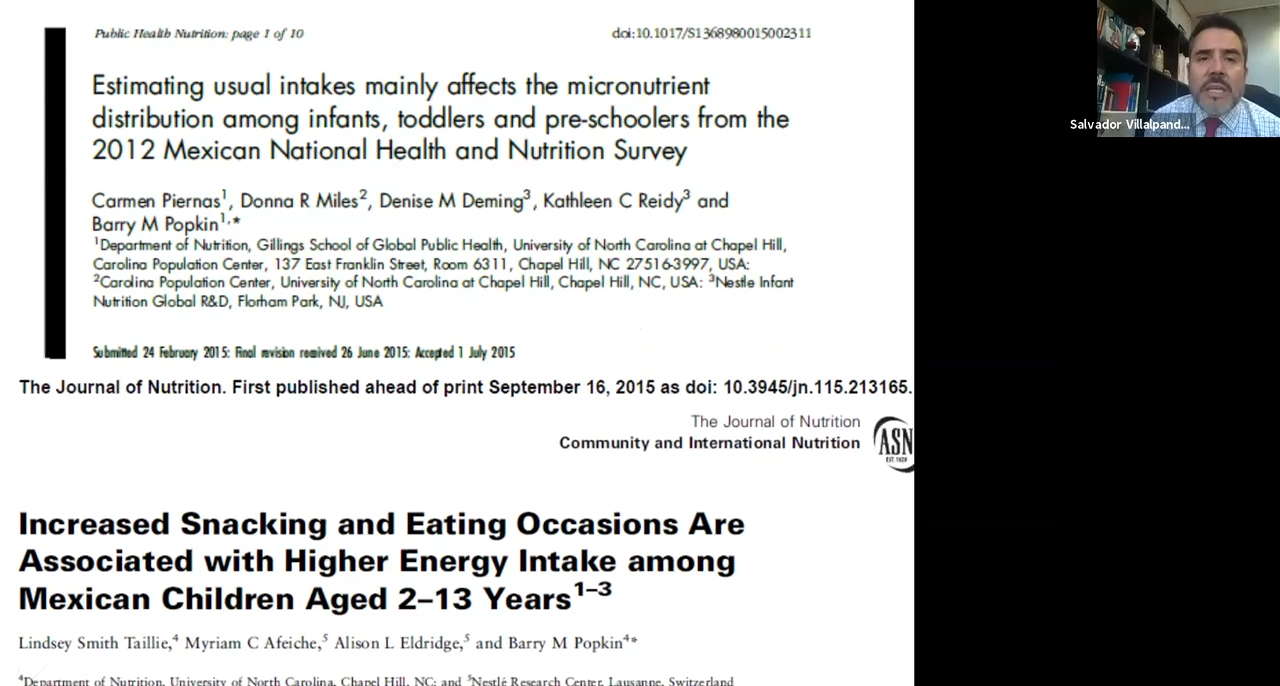 Public Health Nutrition: page 1 of 10
doi:10.1017/S1368980015002311
Estimating usual intakes mainly affects the micronutrient
distribution among infants, toddlers and pre-schoolers from the
2012 Mexican National Health and Nutrition Survey
Carmen Piernas1, Donna R Miles2, Denise M Deming3, Kathleen C Reidy3 and
Barry M Popkin1,*
1Department of Nutrition, Gillings School of Global Public Health, University of North Carolina at Chapel Hill,
Carolina Population Center, 137 East Franklin Street, Room 6311, Chapel Hill, NC 27516-3997, USA:
2Carolina Population Center, University of North Carolina at Chapel Hill, Chapel Hill, NC, USA: 3Nestle Infant
Nutrition Global R&D, Florham Park, NJ, USA
Submitted 24 February 2015: Final revision received 26 June 2015: Accepted 1 July 2015
The Journal of Nutrition. First published ahead of print September 16, 2015 as doi: 10.3945/jn.115.213165.
The Journal of Nutrition
Community and International Nutrition
ASN
EST. 1928
Increased Snacking and Eating Occasions Are
Associated with Higher Energy Intake among
Mexican Children Aged 2–13 Years1–3
Lindsey Smith Taillie,4 Myriam C Afeiche,5 Alison L Eldridge,5 and Barry M Popkin4*
4Department of Nutrition, University of North Carolina, Chapel Hill, NC; and 5Nestlé Research Center, Lausanne, Switzerland
Salvador Villalpand...